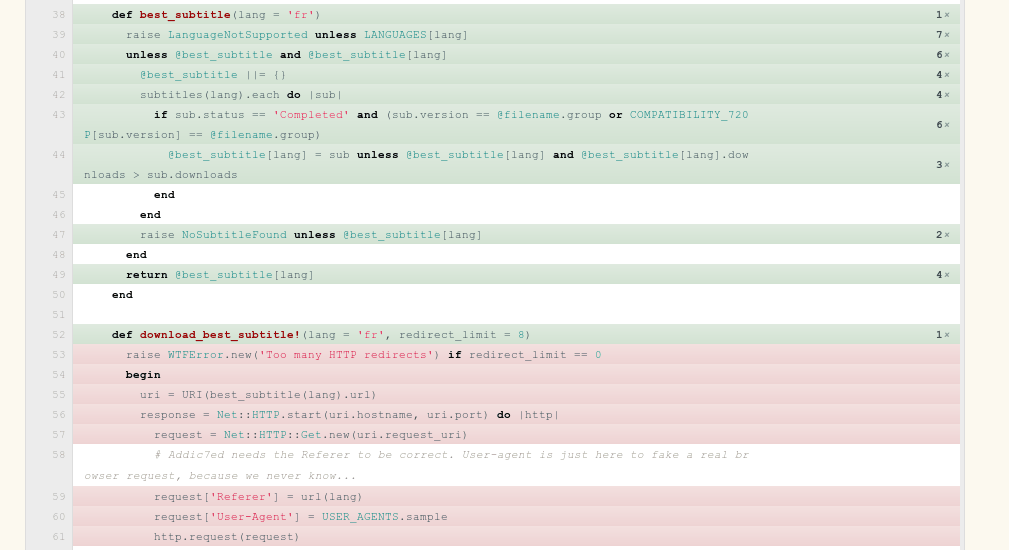 38 def best_subtitle(lang = 'fr') 1×
39 raise LanguageNotSupported unless LANGUAGES[lang] 7×
40 unless @best_subtitle and @best_subtitle[lang] 6×
41 @best_subtitle ||= {} 4×
42 subtitles(lang).each do |sub| 4×
43 if sub.status == 'Completed' and (sub.version == @filename.group or COMPATIBILITY_720 6×
P[sub.version] == @filename.group)
44 @best_subtitle[lang] = sub unless @best_subtitle[lang] and @best_subtitle[lang].dow 3×
nloads > sub.downloads
45 end
46 end
47 raise NoSubtitleFound unless @best_subtitle[lang] 2×
48 end
49 return @best_subtitle[lang] 4×
50 end
51
52 def download_best_subtitle!(lang = 'fr', redirect_limit = 8) 1×
53 raise WTFError.new('Too many HTTP redirects') if redirect_limit == 0
54 begin
55 uri = URI(best_subtitle(lang).url)
56 response = Net::HTTP.start(uri.hostname, uri.port) do |http|
57 request = Net::HTTP::Get.new(uri.request_uri)
58 # Addic7ed needs the Referer to be correct. User-agent is just here to fake a real br
owser request, because we never know...
59 request['Referer'] = url(lang)
60 request['User-Agent'] = USER_AGENTS.sample
61 http.request(request)